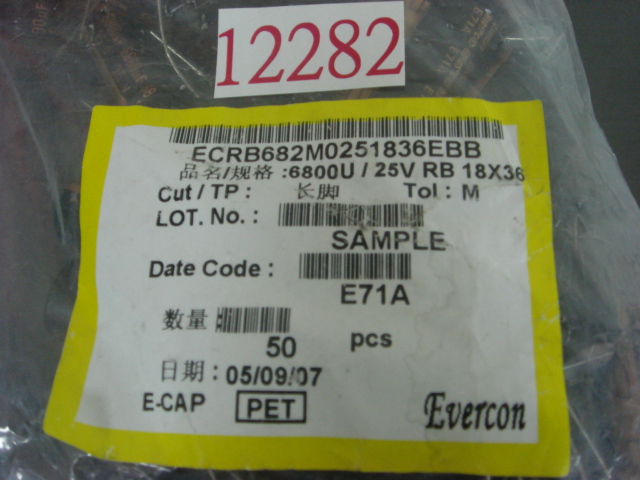 12282
ECRB682M0251836EBB
品名/规格 :6800U / 25V RB 18X36
Cut / TP : 长脚 Tol : M
LOT. No. :
SAMPLE
Date Code :
E71A
数量
50 pcs
日期 : 05/09/07
E-CAP PET Evercon